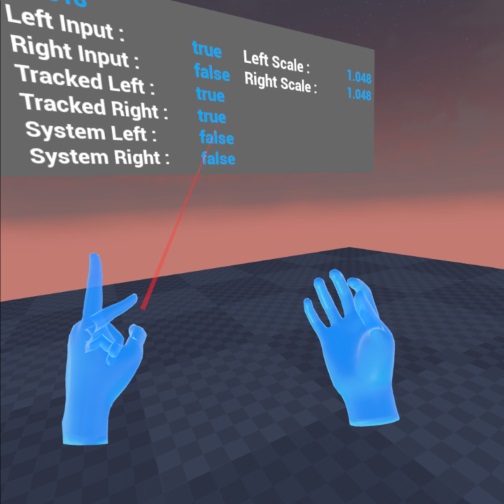 Left Input : true
Right Input : false
Tracked Left : true
Tracked Right : true
System Left : false
System Right : false
Left Scale : 1.048
Right Scale : 1.048